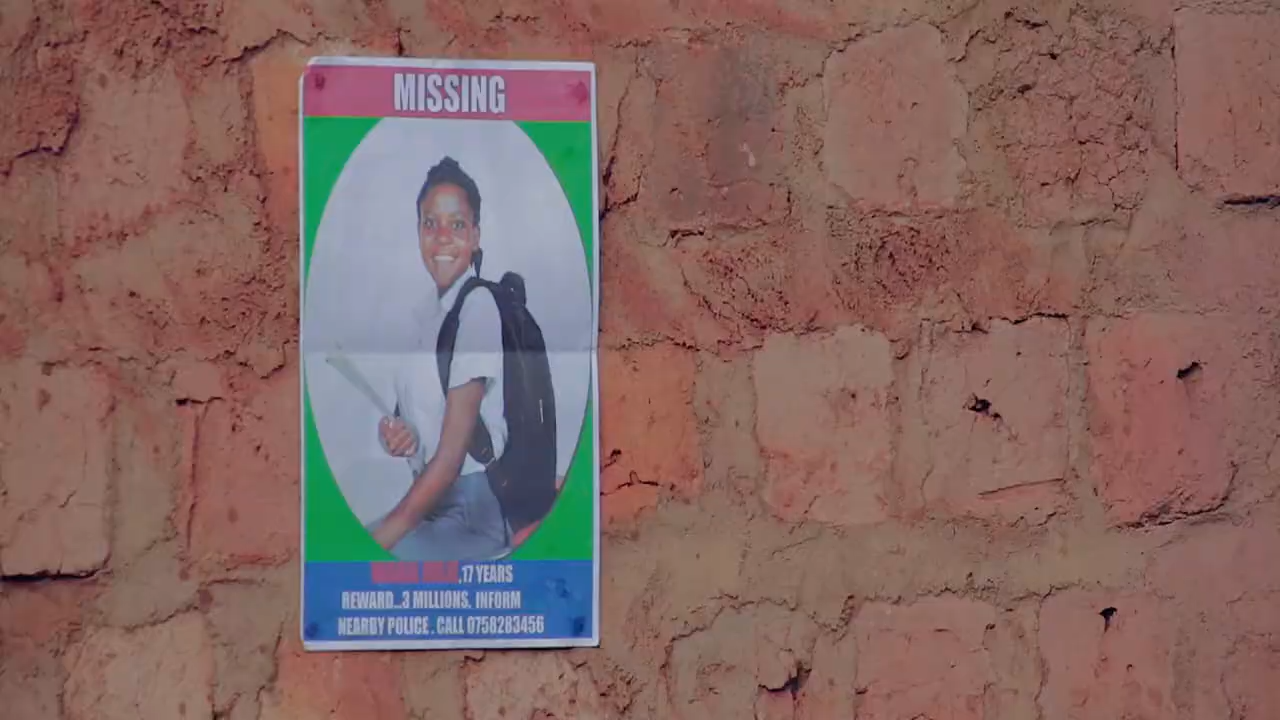 MISSING
,17 YEARS
REWARD...3 MILLIONS. INFORM
NEARBY POLICE . CALL 0758283456